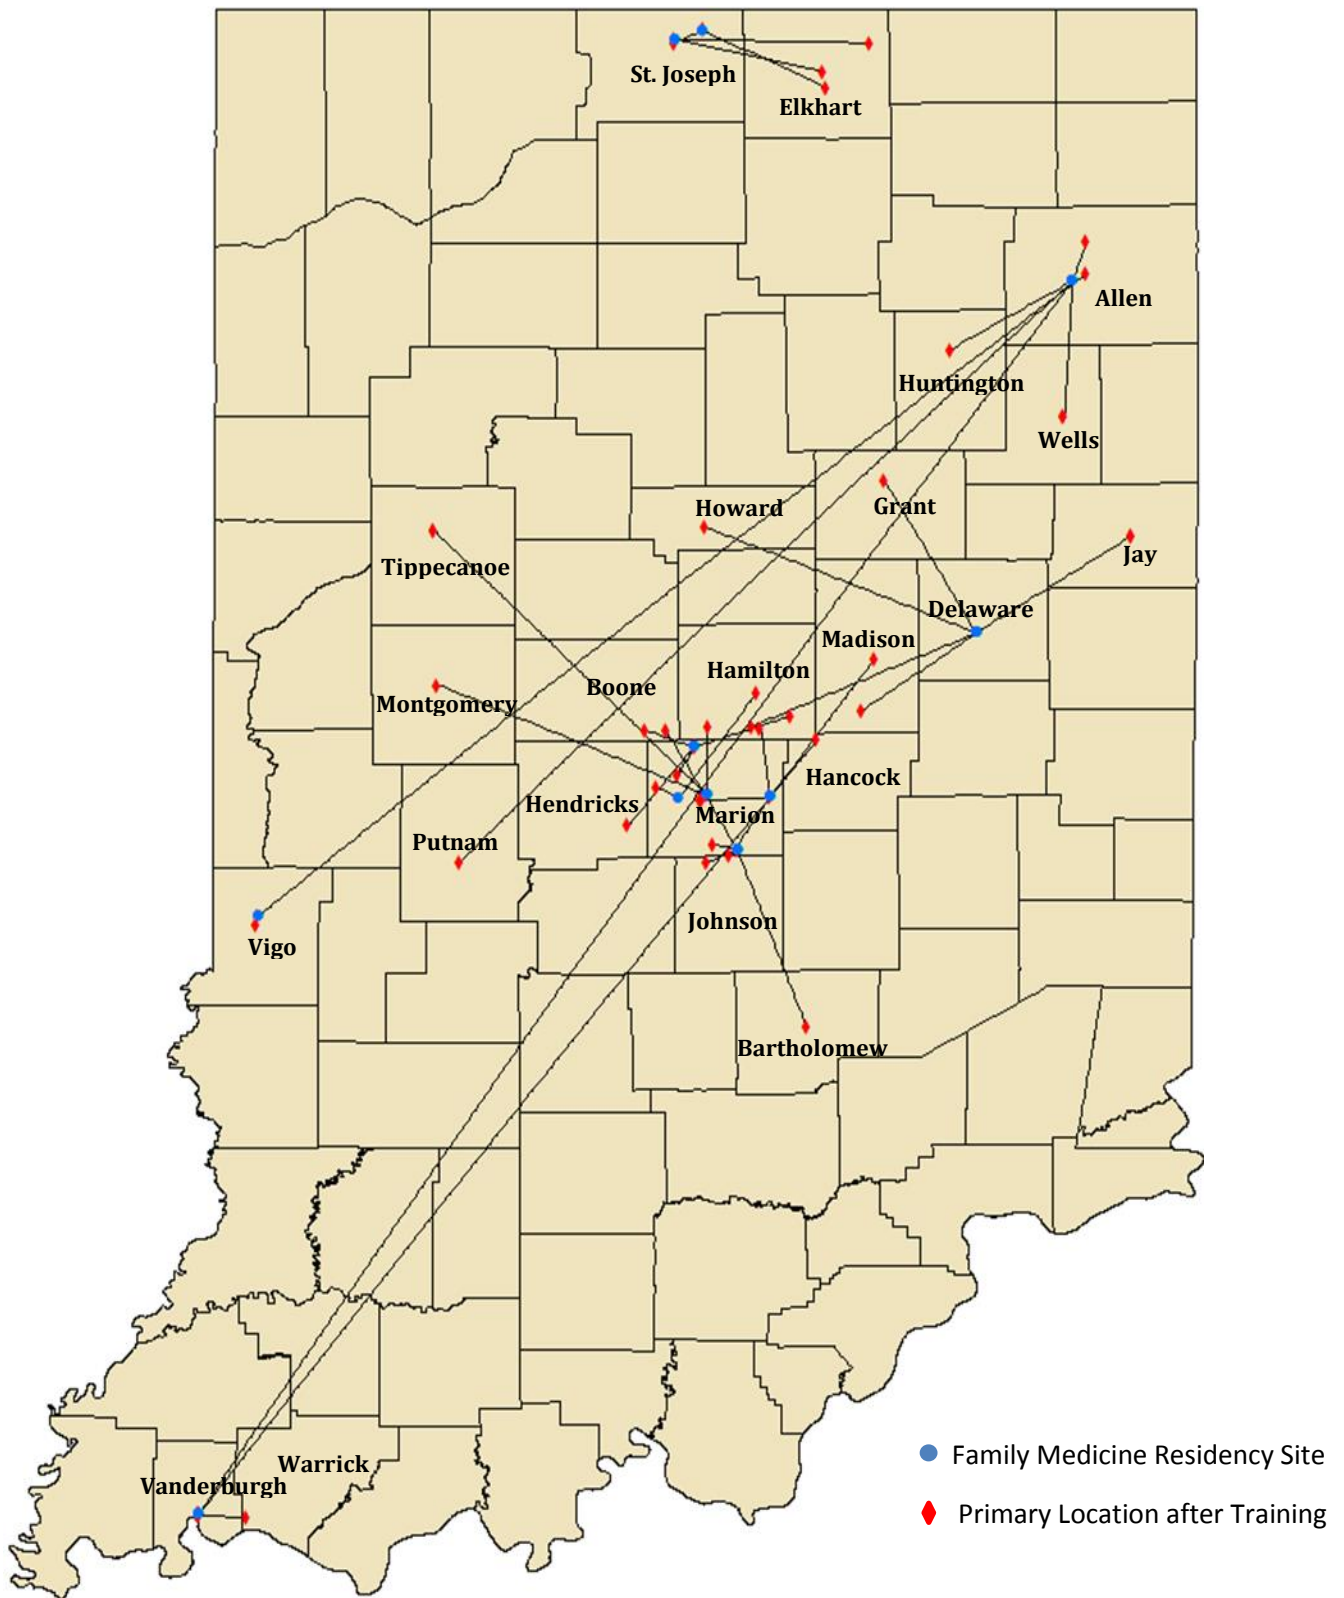 St. Joseph
Elkhart
Allen
Huntington
Wells
Howard
Grant
Jay
Tippecanoe
Delaware
Madison
Hamilton
Boone
Montgomery
Hancock
Hendricks
Marion
Putnam
Johnson
Vigo
Bartholomew
Warrick
Vanderburgh
Family Medicine Residency Site
Primary Location after Training